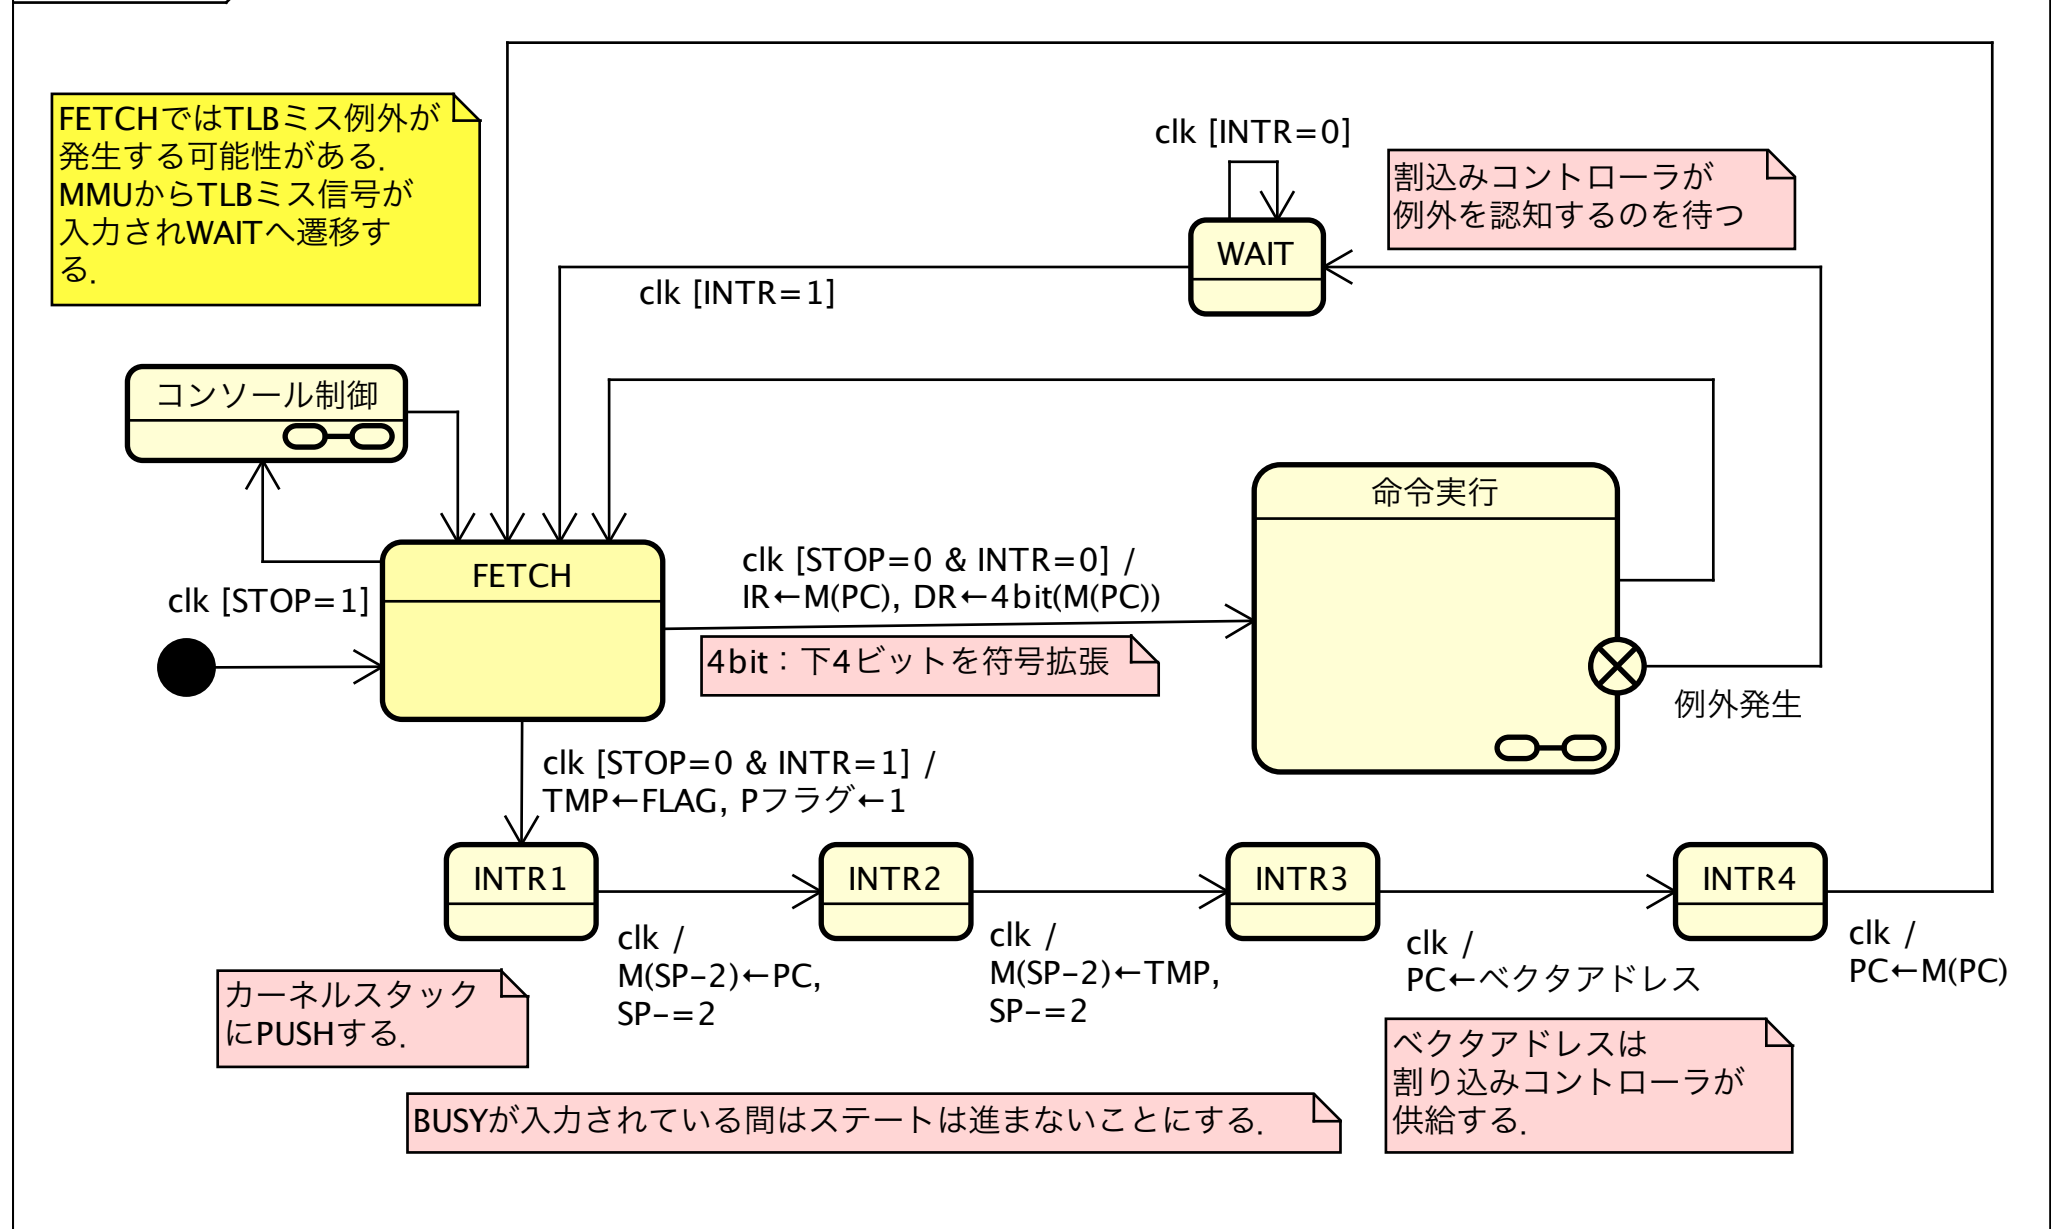 FETCHではTLBミス例外が
発生する可能性がある.
MMUからTLBミス信号が
入力されWAITへ遷移す
る.
clk [INTR=0]
割込みコントローラが
例外を認知するのを待つ
WAIT
clk [INTR=1]
コンソール制御
命令実行
clk [STOP=1]
FETCH
clk [STOP=0 & INTR=0] /
IR←M(PC), DR←4bit(M(PC))
4bit：下4ビットを符号拡張
例外発生
clk [STOP=0 & INTR=1] /
TMP←FLAG, Pフラグ←1
INTR1
INTR2
INTR3
INTR4
clk /
M(SP-2)←PC,
SP-=2
clk /
M(SP-2)←TMP,
SP-=2
clk /
PC←ベクタアドレス
clk /
PC←M(PC)
カーネルスタック
にPUSHする.
ベクタアドレスは
割り込みコントローラが
供給する.
BUSYが入力されている間はステートは進まないことにする.